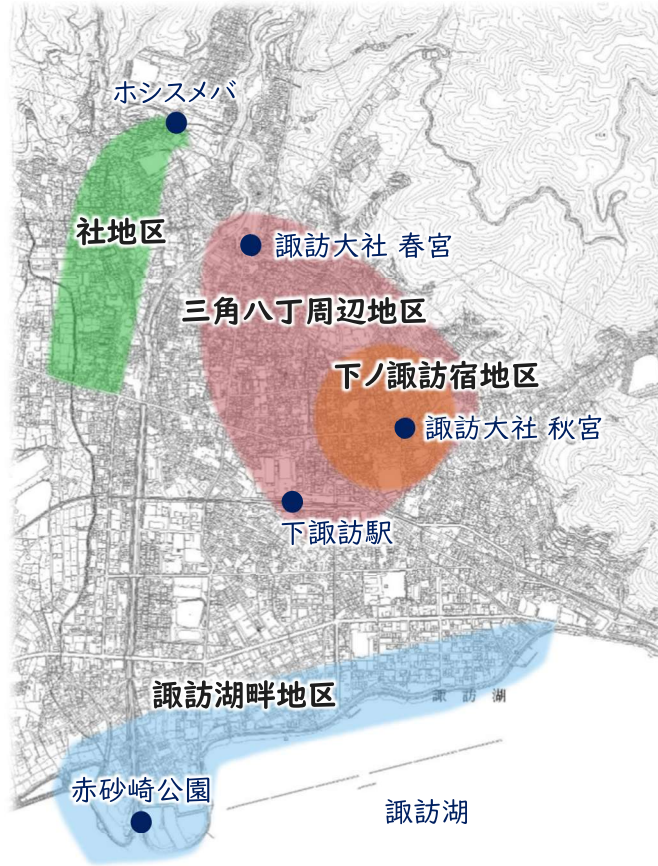 ホシスメバ
社地区
諏訪大社 春宮
三角八丁周辺地区
下ノ諏訪宿地区
諏訪大社 秋宮
下諏訪駅
諏訪湖畔地区
諏訪湖
赤砂崎公園
諏訪湖